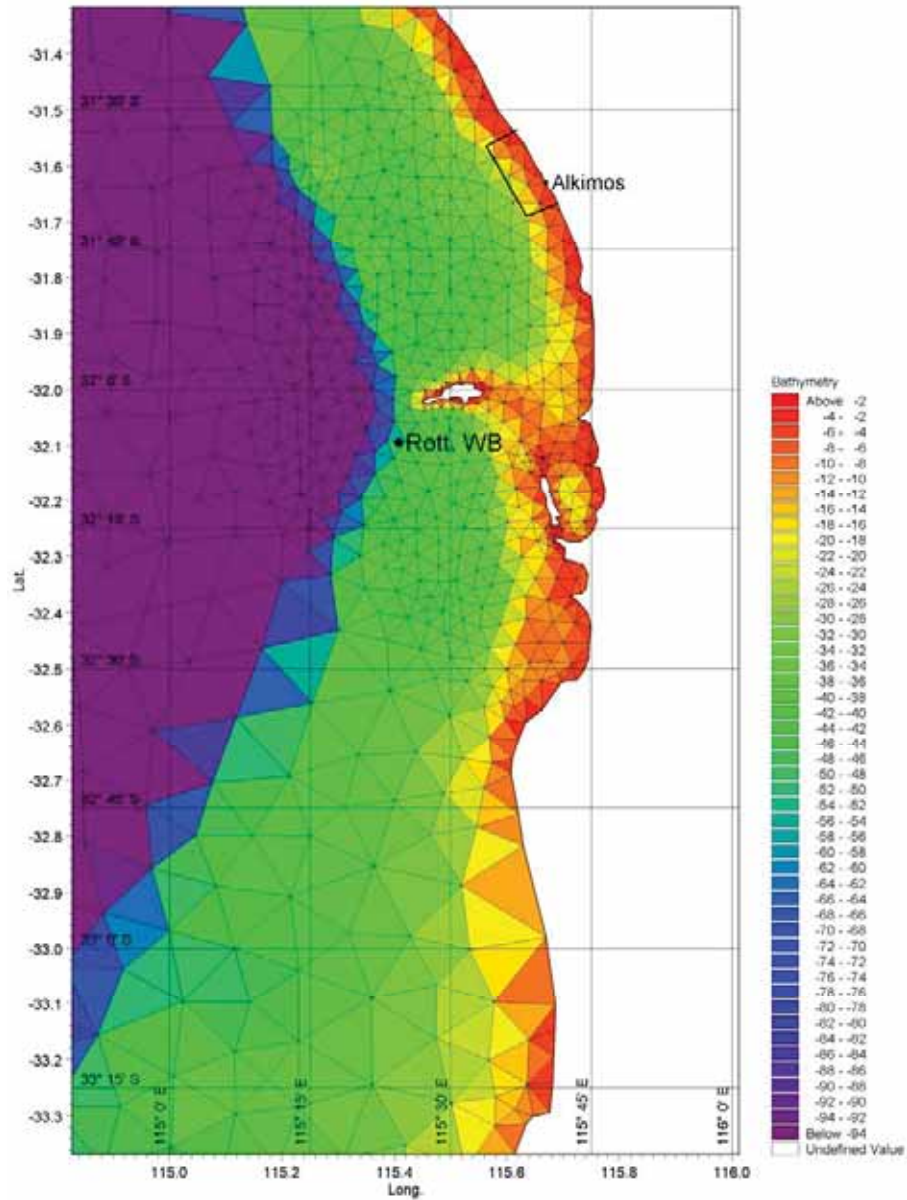 -31.4
-31.5
31° 30' S
-31.6
Alkimos
-31.7
-31.8
-31.9
-32.0
32° 0' S
-32.1
Rott. WB
-32.2
32° 15' S
-32.3
Lat.
-32.4
-32.5
32° 30' S
-32.6
-32.7
32° 45' S
-32.8
-32.9
-33.0
33° 0' S
-33.1
-33.2
33° 15' S
-33.3
115° 0' E
115° 15' E
115° 30' E
115° 45' E
116° 0' E
115.0
115.2
115.4
115.6
115.8
116.0
Long.
Bathymetry
Above -2
-4 - -2
-6 - -4
-8 - -6
-10 - -8
-12 - -10
-14 - -12
-16 - -14
-18 - -16
-20 - -18
-22 - -20
-24 - -22
-26 - -24
-28 - -26
-30 - -28
-32 - -30
-34 - -32
-36 - -34
-38 - -36
-40 - -38
-42 - -40
-44 - -42
-46 - -44
-48 - -46
-50 - -48
-52 - -50
-54 - -52
-56 - -54
-58 - -56
-60 - -58
-62 - -60
-64 - -62
-66 - -64
-68 - -66
-70 - -68
-72 - -70
-74 - -72
-76 - -74
-78 - -76
-80 - -78
-82 - -80
-84 - -82
-86 - -84
-88 - -86
-90 - -88
-92 - -90
-94 - -92
Below -94
Undefined Value